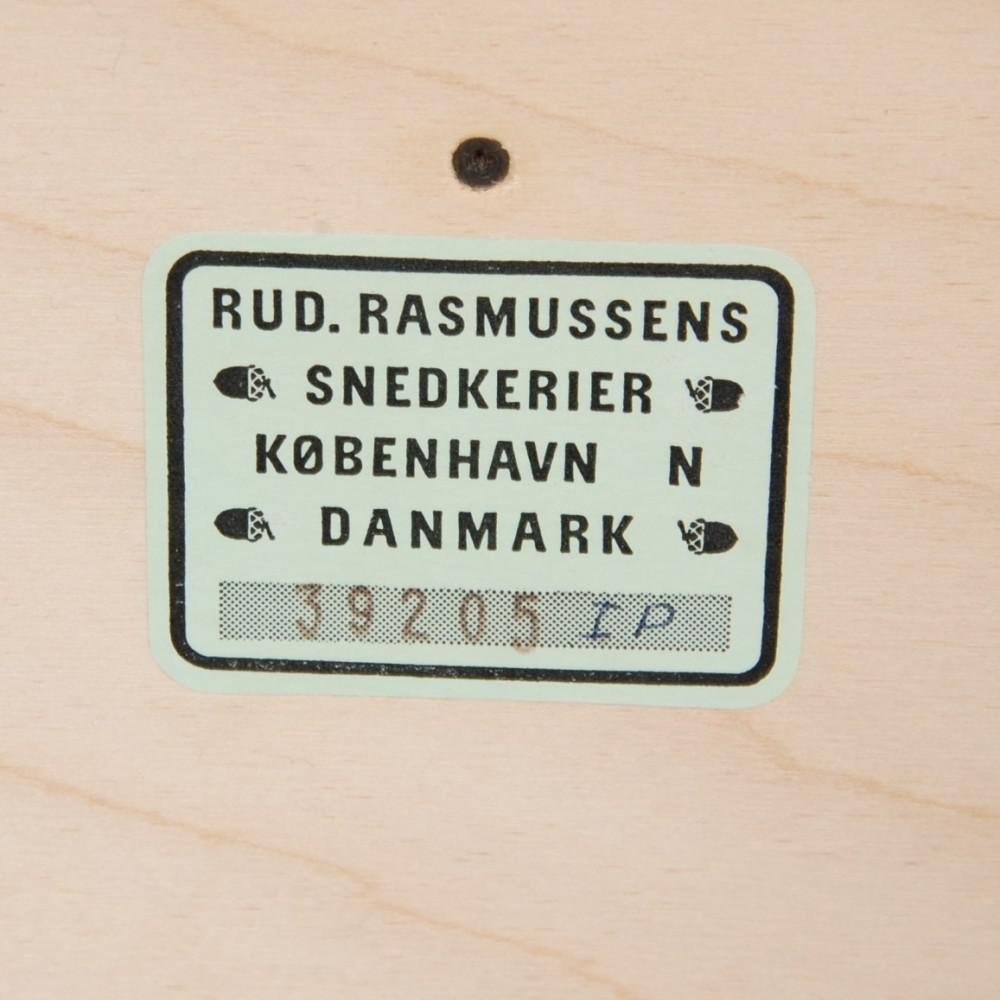 RUD. RASMUSSENS
SNEDKERIER
KØBENHAVN N
DANMARK
39205 IP